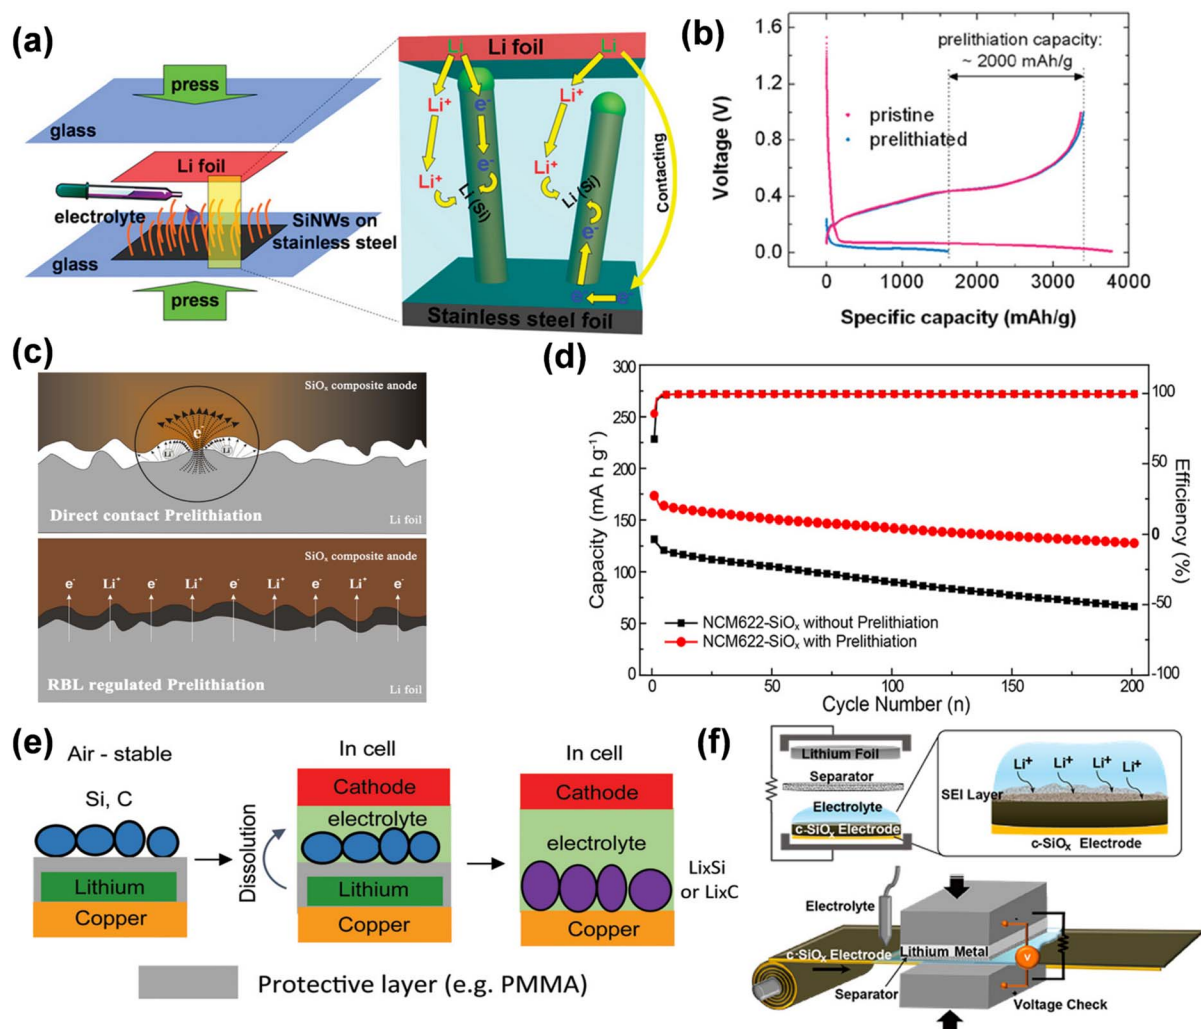 (a)
press
glass
Li foil
electrolyte
SiNWs on
stainless steel
glass
press
Li
Li foil
Li
Li⁺
e⁻
Li⁺
Li⁺
e⁻
Li⁺
Li (Si)
Li (Si)
e⁻
Contacting
e⁻
e⁻
Stainless steel foil
(b)
1.6
1.2
0.8
0.4
0.0
Voltage (V)
prelithiation capacity:
~ 2000 mAh/g
pristine
prelithiated
0
1000
2000
3000
4000
Specific capacity (mAh/g)
(c)
SiOₓ composite anode
e⁻
Li⁺
Li⁺
Direct contact Prelithiation
Li foil
SiOₓ composite anode
e⁻ Li⁺ e⁻ Li⁺ e⁻ Li⁺ e⁻ Li⁺ e⁻
RBL regulated Prelithiation
Li foil
(d)
300
275
250
225
200
175
150
125
100
75
50
25
0
Capacity (mA h g⁻¹)
100
50
0
-50
-100
Efficiency (%)
NCM622-SiOₓ without Prelithiation
NCM622-SiOₓ with Prelithiation
0
50
100
150
200
Cycle Number (n)
(e)
Air - stable
Si, C
Lithium
Copper
Dissolution
In cell
Cathode
electrolyte
Lithium
Copper
In cell
Cathode
electrolyte
Copper
LixSi
or LixC
Protective layer (e.g. PMMA)
(f)
Lithium Foil
Separator
Electrolyte
c-SiOₓ Electrode
Li⁺ Li⁺ Li⁺ Li⁺
SEI Layer
c-SiOₓ Electrode
Electrolyte
c-SiOₓ Electrode
Lithium Metal
Separator
-
V
+
Voltage Check